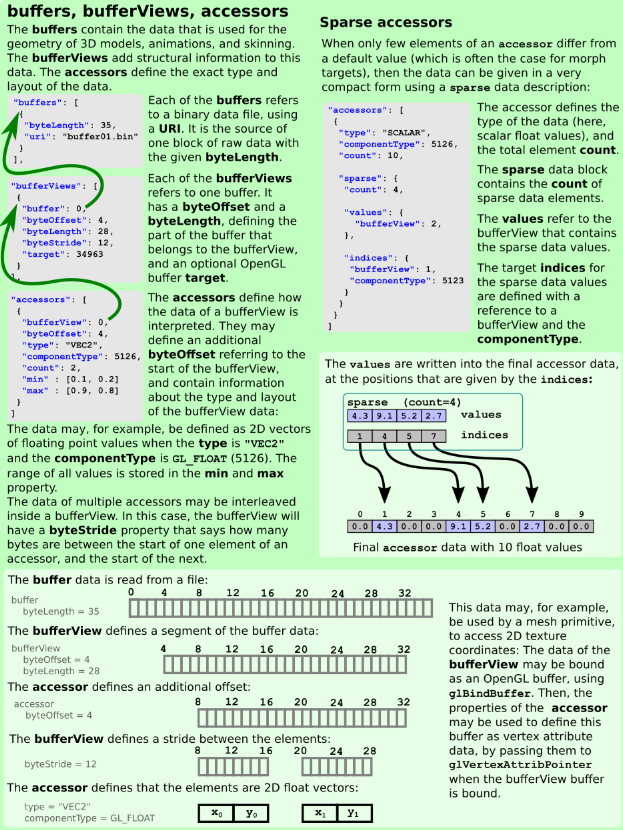 buffers, bufferViews, accessors
The buffers contain the data that is used for the
geometry of 3D models, animations, and skinning.
The bufferViews add structural information to this
data. The accessors define the exact type and
layout of the data.
"buffers": [
{
"byteLength": 35,
"uri": "buffer01.bin"
}
],
Each of the buffers refers
to a binary data file, using
a URI. It is the source of
one block of raw data with
the given byteLength.
"bufferViews": [
{
"buffer": 0,
"byteOffset": 4,
"byteLength": 28,
"byteStride": 12,
"target": 34963
}
],
Each of the bufferViews
refers to one buffer. It
has a byteOffset and a
byteLength, defining the
part of the buffer that
belongs to the bufferView,
and an optional OpenGL
buffer target.
"accessors": [
{
"bufferView": 0,
"byteOffset": 4,
"type": "VEC2",
"componentType": 5126,
"count": 2,
"min" : [0.1, 0.2]
"max" : [0.9, 0.8]
}
]
The accessors define how
the data of a bufferView is
interpreted. They may
define an additional
byteOffset referring to the
start of the bufferView,
and contain information
about the type and layout
of the bufferView data:
The data may, for example, be defined as 2D vectors
of floating point values when the type is "VEC2"
and the componentType is GL_FLOAT (5126). The
range of all values is stored in the min and max
property.
The data of multiple accessors may be interleaved
inside a bufferView. In this case, the bufferView will
have a byteStride property that says how many
bytes are between the start of one element of an
accessor, and the start of the next.
Sparse accessors
When only few elements of an accessor differ from
a default value (which is often the case for morph
targets), then the data can be given in a very
compact form using a sparse data description:
"accessors": [
{
"type": "SCALAR",
"componentType": 5126,
"count": 10,
"sparse": {
"count": 4,
"values": {
"bufferView": 2,
},
"indices": {
"bufferView": 1,
"componentType": 5123
}
}
}
]
The accessor defines the
type of the data (here,
scalar float values), and
the total element count.
The sparse data block
contains the count of
sparse data elements.
The values refer to the
bufferView that contains
the sparse data values.
The target indices for
the sparse data values
are defined with a
reference to a
bufferView and the
componentType.
The values are written into the final accessor data,
at the positions that are given by the indices:
sparse (count=4)
4.3 9.1 5.2 2.7 values
1 4 5 7 indices
0 1 2 3 4 5 6 7 8 9
0.0 4.3 0.0 0.0 9.1 5.2 0.0 2.7 0.0 0.0
Final accessor data with 10 float values
The buffer data is read from a file:
0 4 8 12 16 20 24 28 32
buffer
byteLength = 35
The bufferView defines a segment of the buffer data:
4 8 12 16 20 24 28 32
bufferView
byteOffset = 4
byteLength = 28
The accessor defines an additional offset:
8 12 16 20 24 28 32
accessor
byteOffset = 4
The bufferView defines a stride between the elements:
8 12 16 20 24 28
byteStride = 12
The accessor defines that the elements are 2D float vectors:
type = "VEC2"
componentType = GL_FLOAT
x₀ y₀ x₁ y₁
This data may, for example,
be used by a mesh primitive,
to access 2D texture
coordinates: The data of the
bufferView may be bound
as an OpenGL buffer, using
glBindBuffer. Then, the
properties of the accessor
may be used to define this
buffer as vertex attribute
data, by passing them to
glVertexAttribPointer
when the bufferView buffer
is bound.